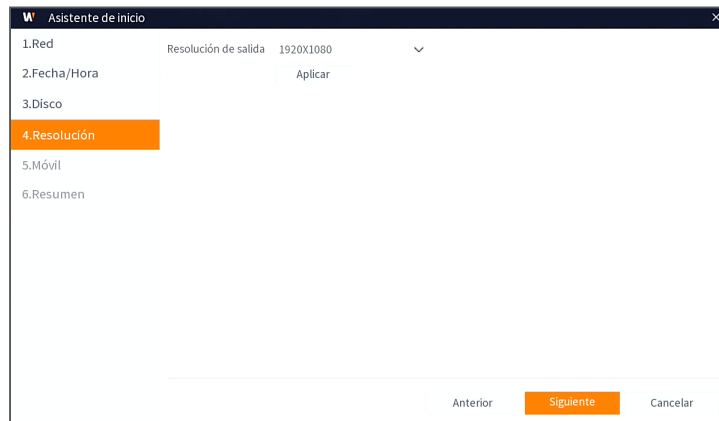 W Asistente de inicio
1.Red
Resolución de salida 1920X1080
2.Fecha/Hora
Aplicar
3.Disco
4.Resolución
5.Móvil
6.Resumen
Anterior Siguiente Cancelar